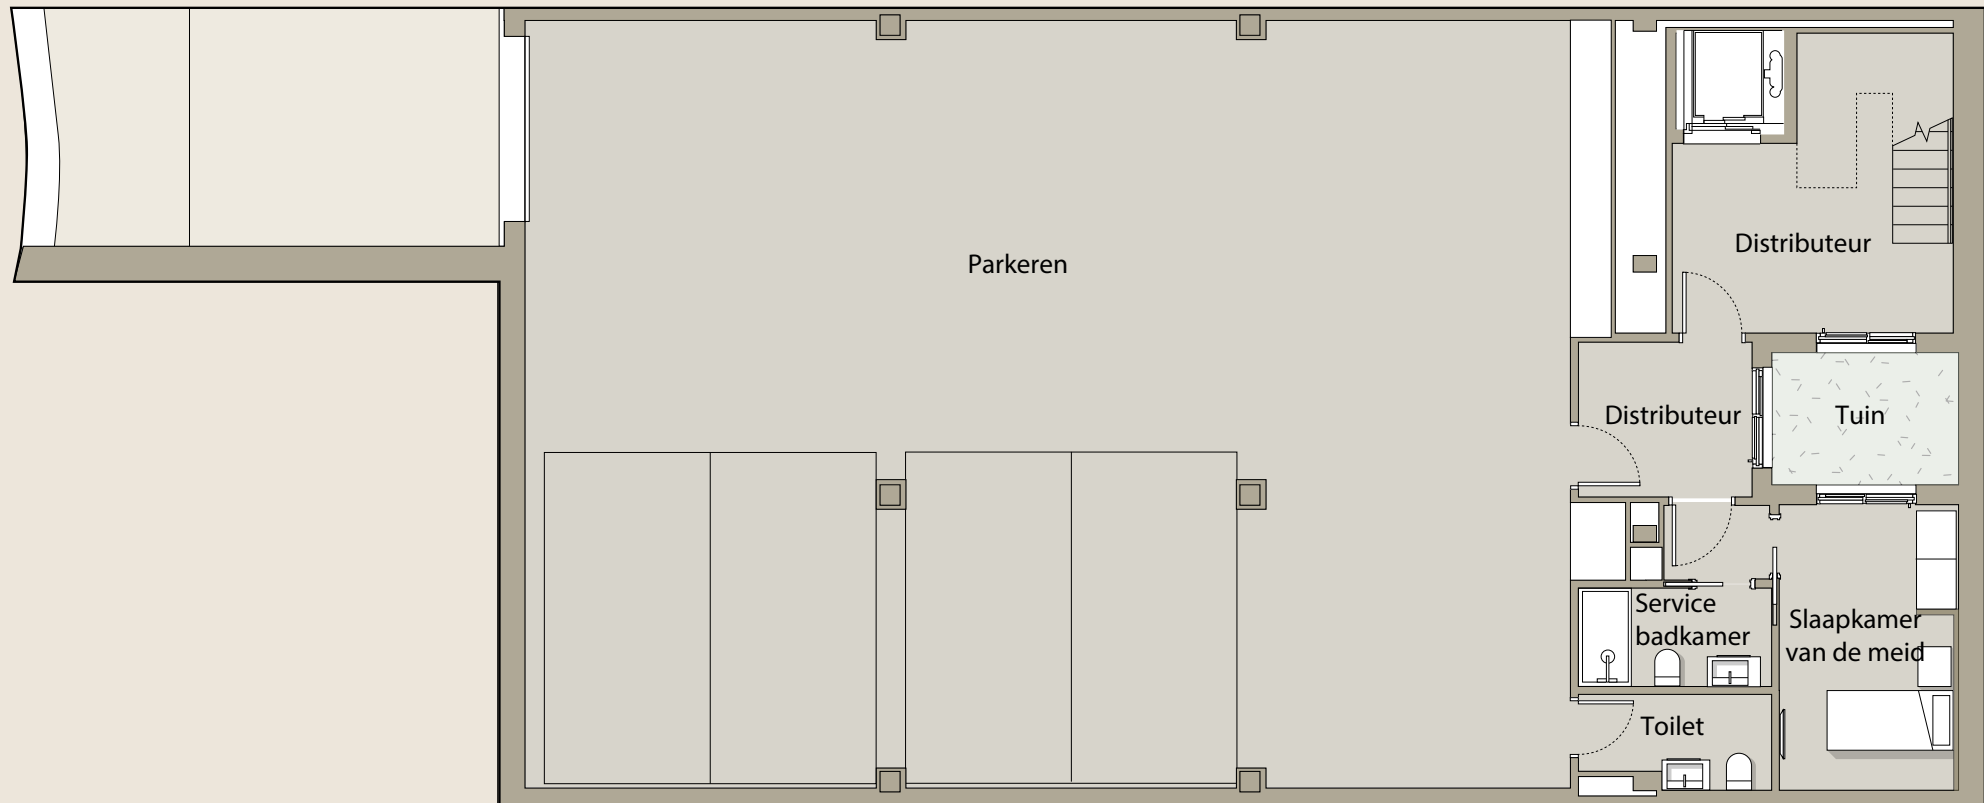 Parkeren
Distributeur
Distributeur
Tuin
Service
badkamer
Slaapkamer
van de meid
Toilet